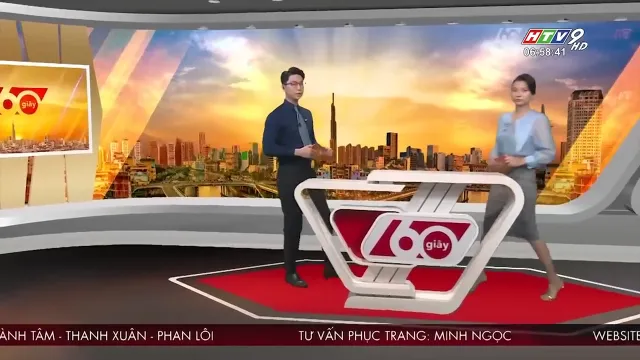 HTV9
HD
06:58:41
60
giây
60
giây
ÀNH TÂM - THANH XUÂN - PHAN LÔI
TƯ VẤN PHỤC TRANG: MINH NGỌC
WEBSITE